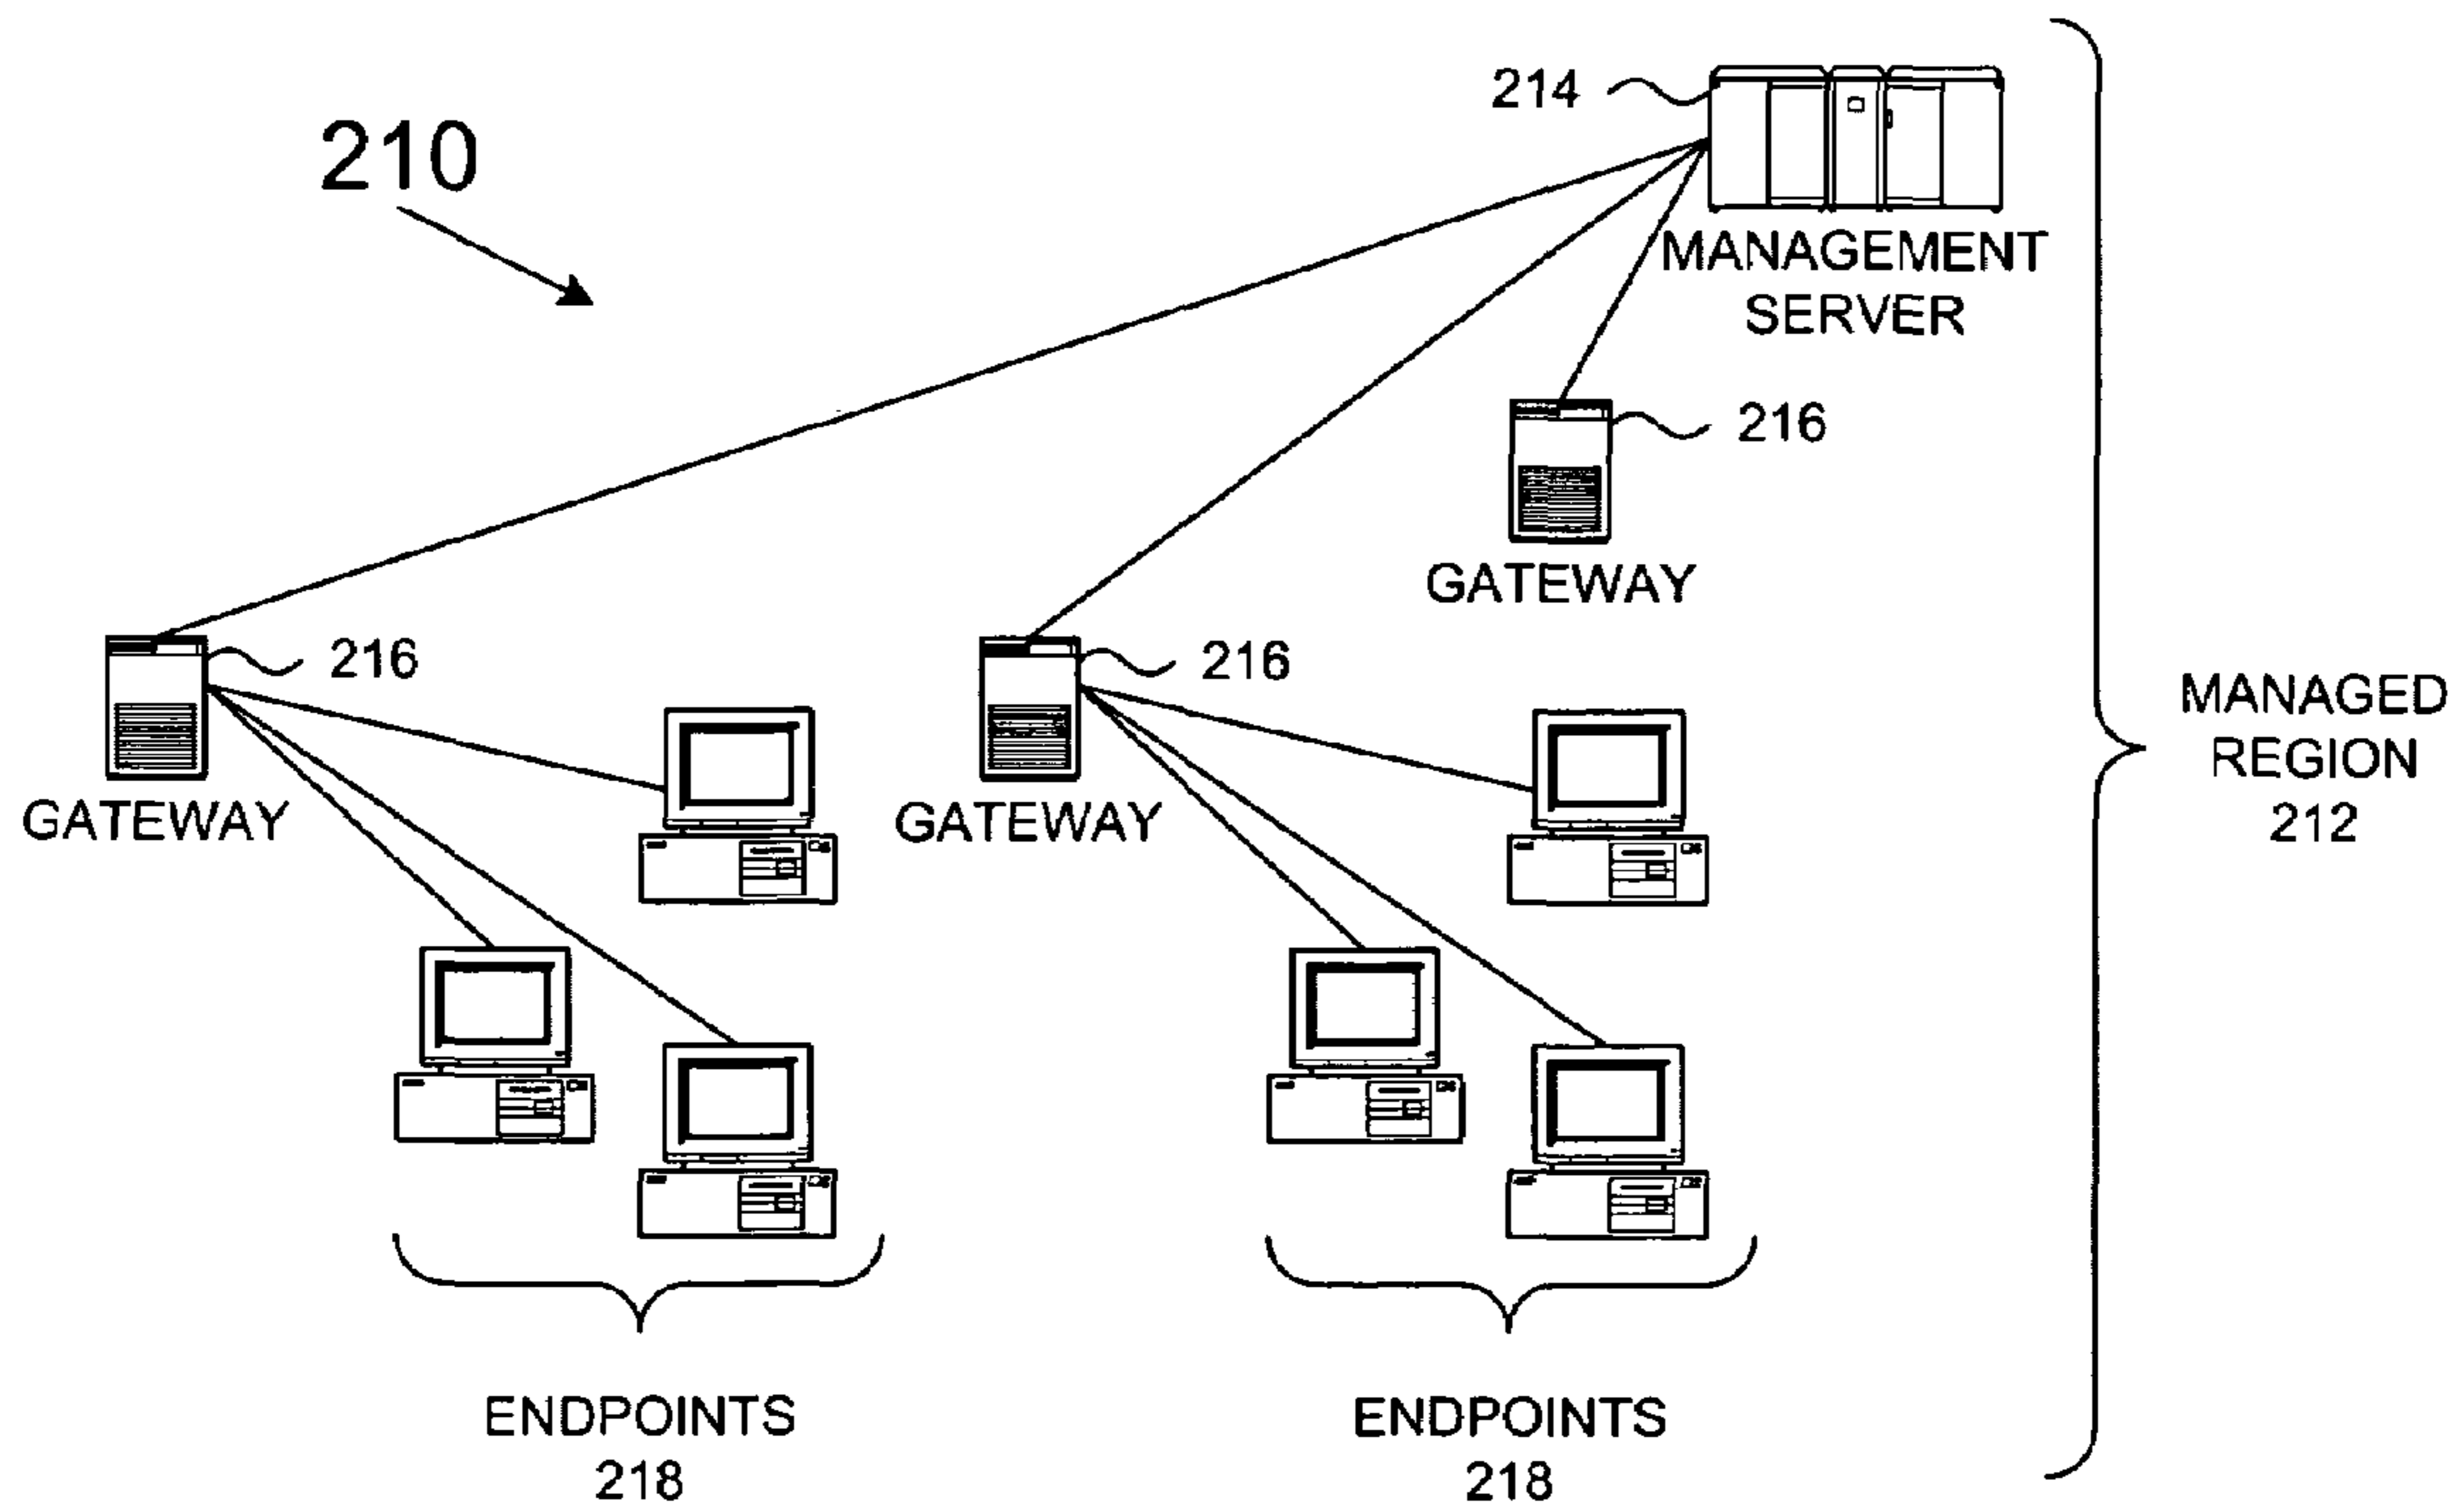 214
210
MANAGEMENT
SERVER
216
GATEWAY
216
216
MANAGED
REGION
212
GATEWAY
GATEWAY
ENDPOINTS
218
ENDPOINTS
218